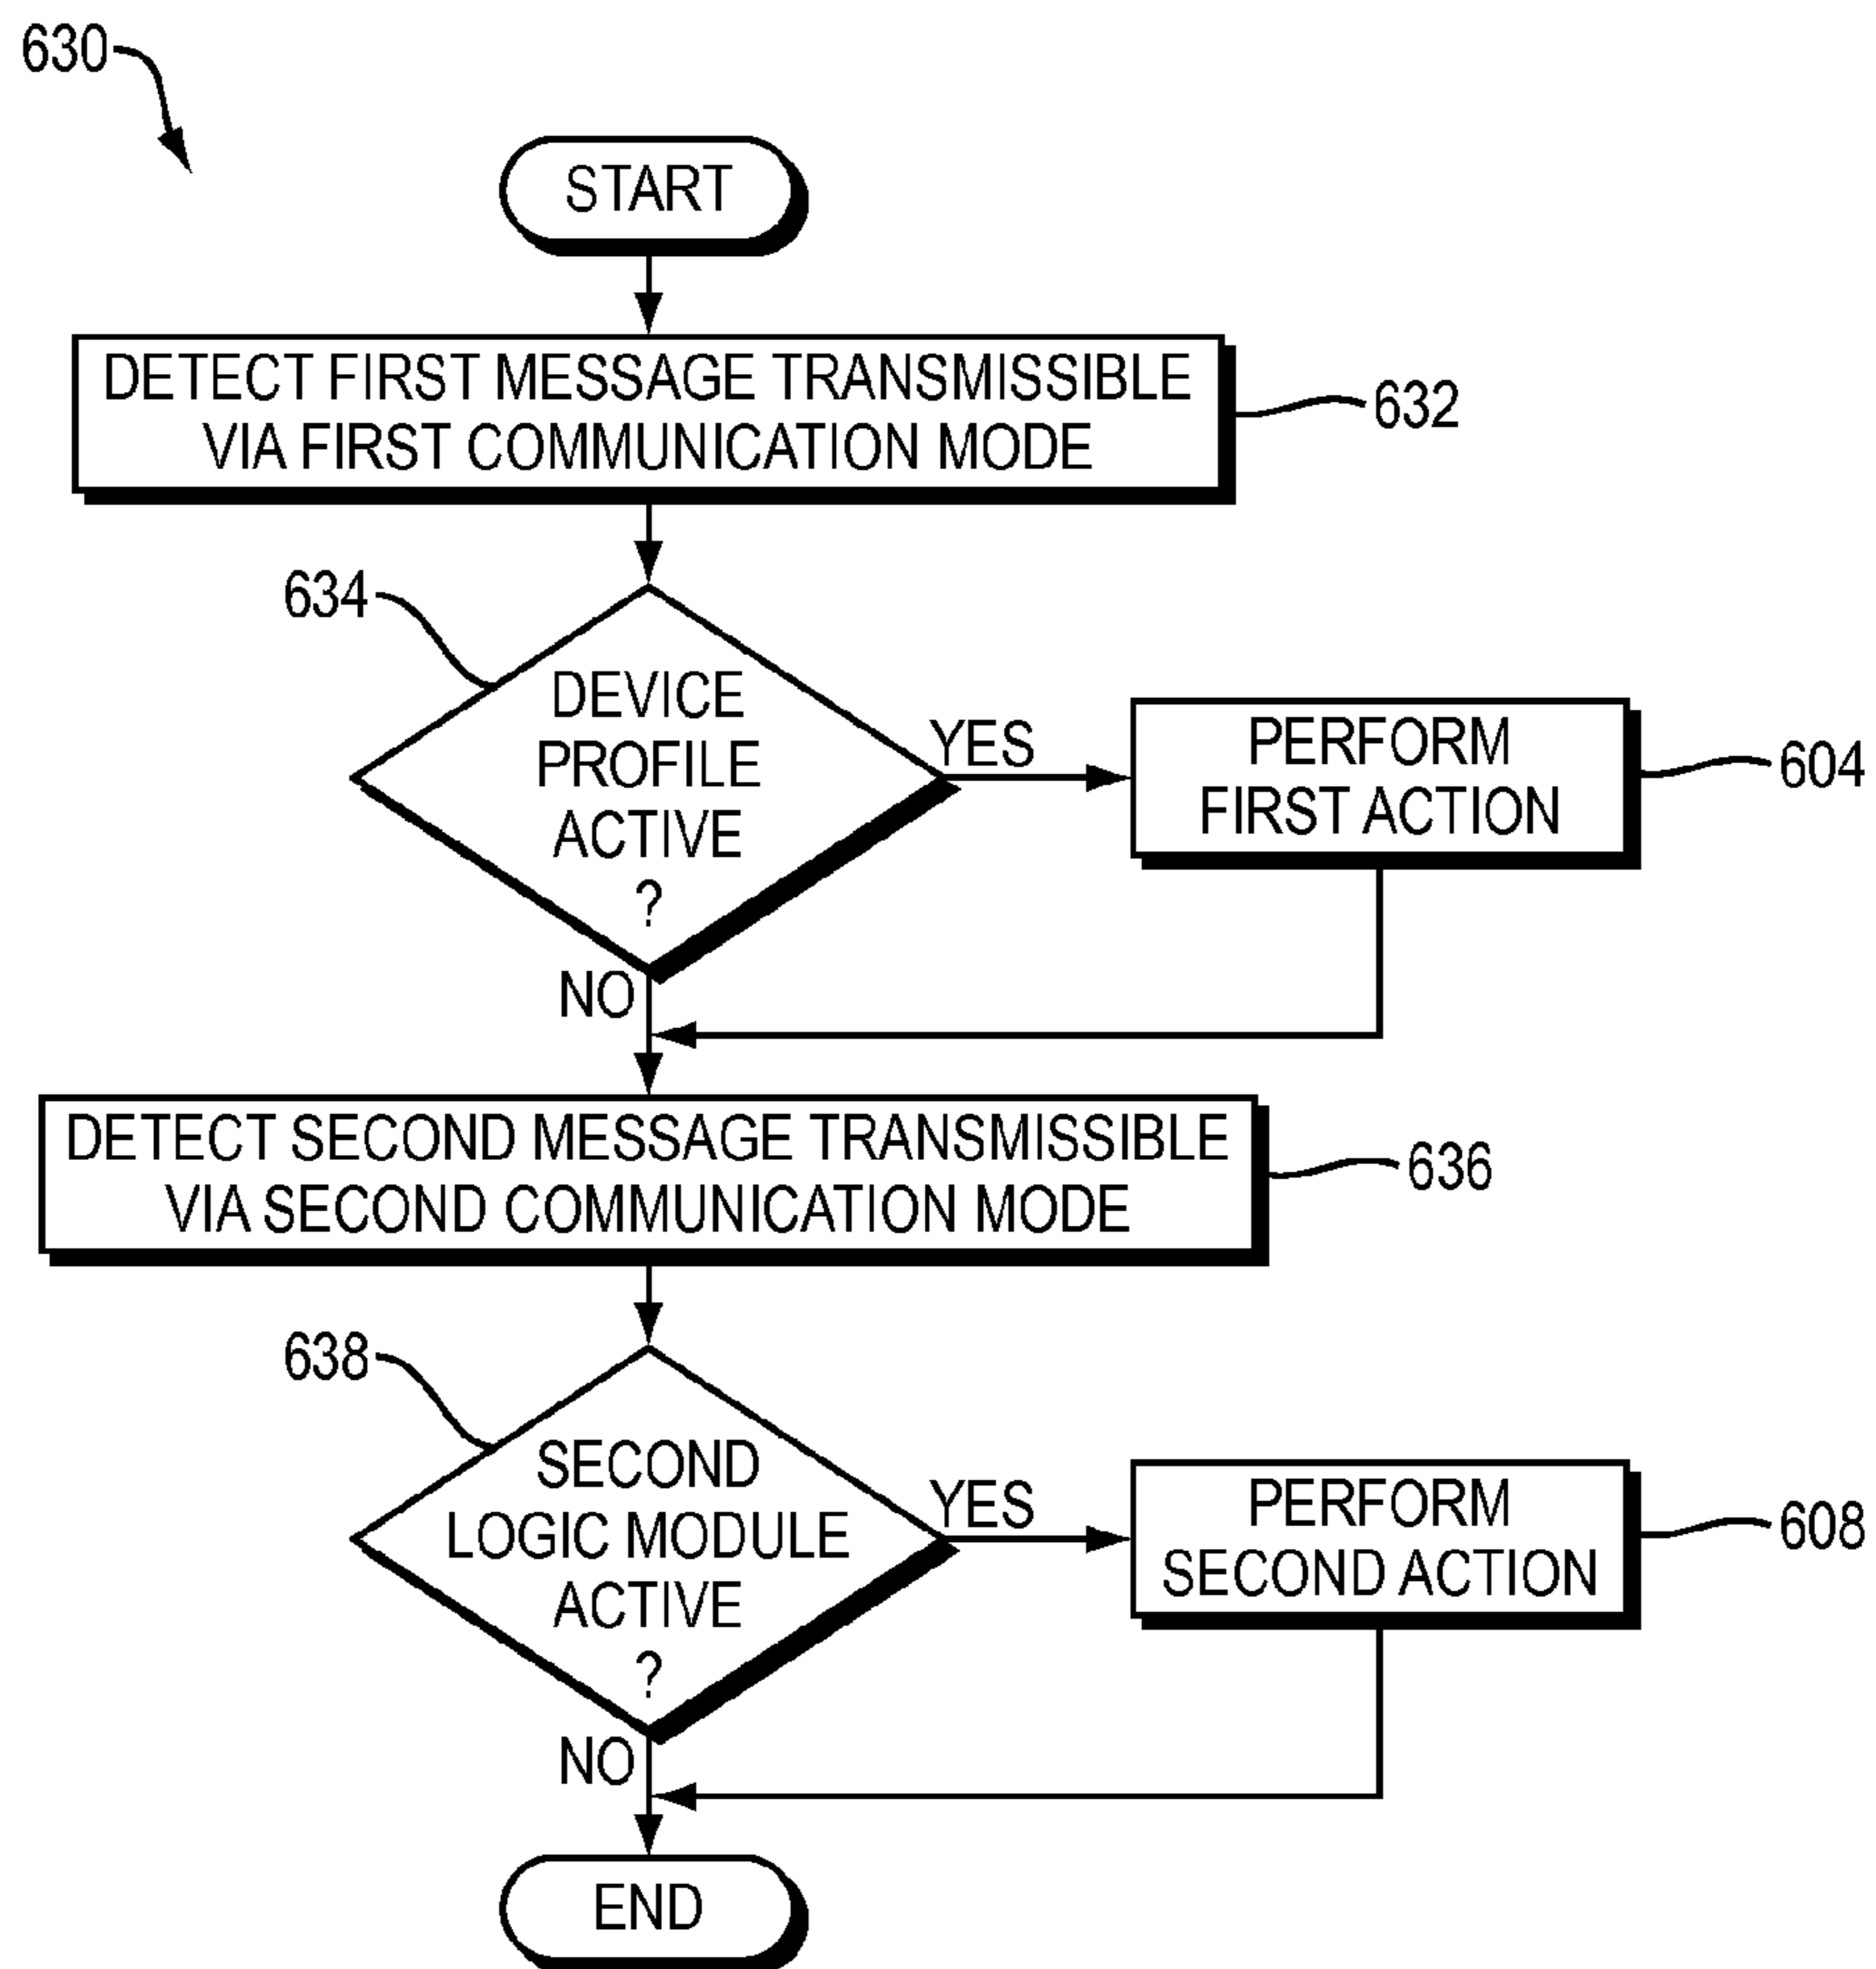 630
START
DETECT FIRST MESSAGE TRANSMISSIBLE
VIA FIRST COMMUNICATION MODE
632
634
DEVICE
PROFILE
ACTIVE
?
YES
PERFORM
FIRST ACTION
604
NO
DETECT SECOND MESSAGE TRANSMISSIBLE
VIA SECOND COMMUNICATION MODE
636
638
SECOND
LOGIC MODULE
ACTIVE
?
YES
PERFORM
SECOND ACTION
608
NO
END